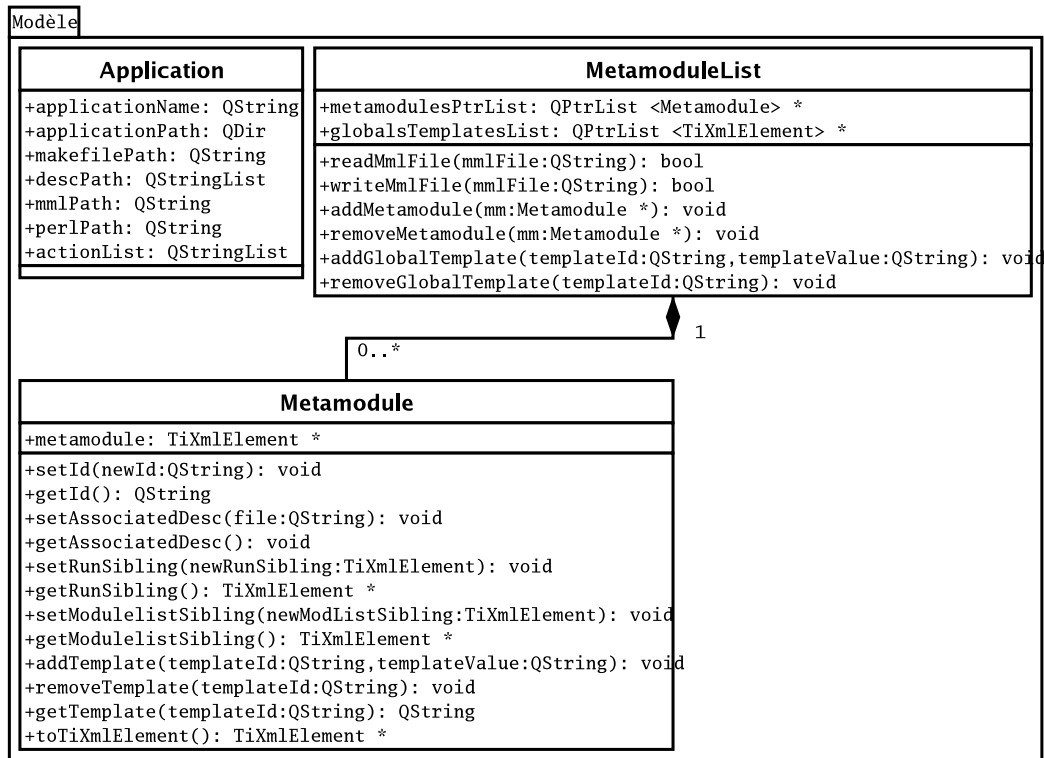 Modèle
Application
+applicationName: QString
+applicationPath: QDir
+makefilePath: QString
+descPath: QStringList
+mmlPath: QString
+perlPath: QString
+actionList: QStringList
MetamoduleList
+metamodulesPtrList: QPtrList <Metamodule> *
+globalsTemplatesList: QPtrList <TiXmlElement> *
+readMmlFile(mmlFile:QString): bool
+writeMmlFile(mmlFile:QString): bool
+addMetamodule(mm:Metamodule *): void
+removeMetamodule(mm:Metamodule *): void
+addGlobalTemplate(templateId:QString,templateValue:QString): void
+removeGlobalTemplate(templateId:QString): void
1
0..*
Metamodule
+metamodule: TiXmlElement *
+setId(newId:QString): void
+getId(): QString
+setAssociatedDesc(file:QString): void
+getAssociatedDesc(): void
+setRunSibling(newRunSibling:TiXmlElement): void
+getRunSibling(): TiXmlElement *
+setModulelistSibling(newModListSibling:TiXmlElement): void
+getModulelistSibling(): TiXmlElement *
+addTemplate(templateId:QString,templateValue:QString): void
+removeTemplate(templateId:QString): void
+getTemplate(templateId:QString): QString
+toTiXmlElement(): TiXmlElement *